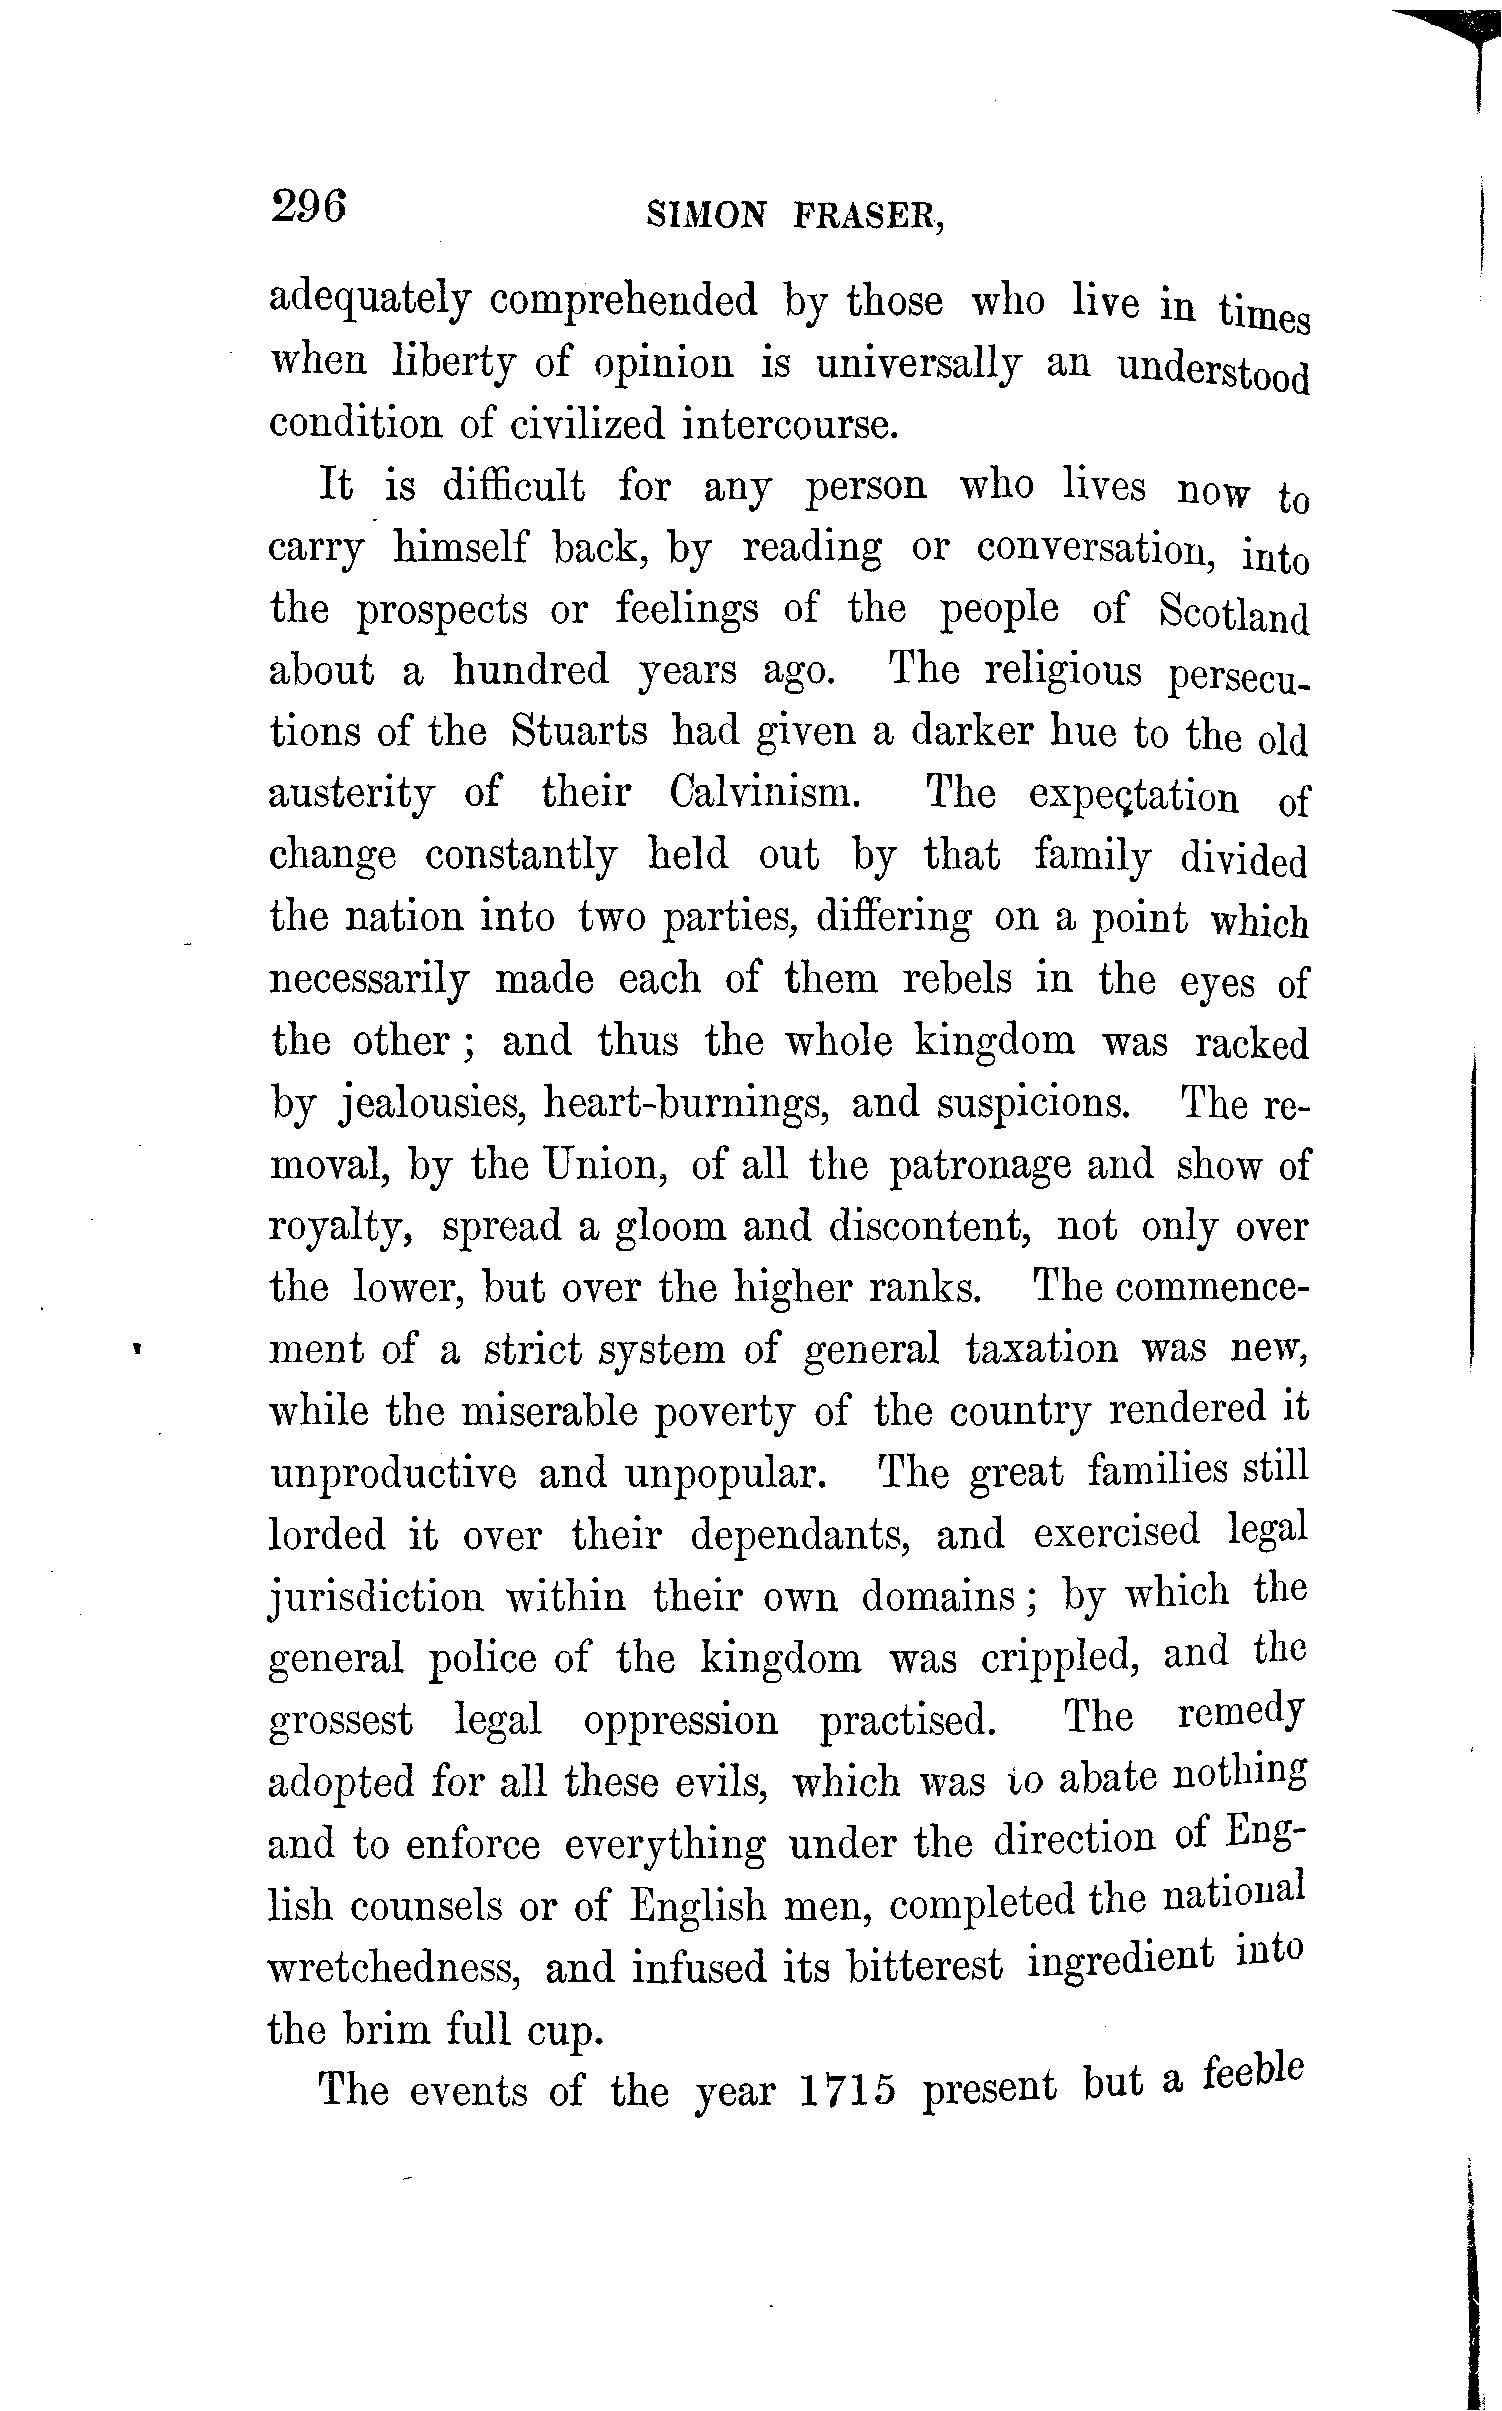 296 SIMON FRASER,
adequately comprehended by those who live in times
when liberty of opinion is universally an understood
condition of civilized intercourse.
It is difficult for any person who lives now to
carry himself back, by reading or conversation, into
the prospects or feelings of the people of Scotland
about a hundred years ago. The religious persecu-
tions of the Stuarts had given a darker hue to the old
austerity of their Calvinism. The expectation of
change constantly held out by that family divided
the nation into two parties, differing on a point which
necessarily made each of them rebels in the eyes of
the other ; and thus the whole kingdom was racked
by jealousies, heart-burnings, and suspicions. The re-
moval, by the Union, of all the patronage and show of
royalty, spread a gloom and discontent, not only over
the lower, but over the higher ranks. The commence-
ment of a strict system of general taxation was new,
while the miserable poverty of the country rendered it
unproductive and unpopular. The great families still
lorded it over their dependants, and exercised legal
jurisdiction within their own domains ; by which the
general police of the kingdom was crippled, and the
grossest legal oppression practised. The remedy
adopted for all these evils, which was to abate nothing
and to enforce everything under the direction of Eng-
lish counsels or of English men, completed the national
wretchedness, and infused its bitterest ingredient into
the brim full cup.
The events of the year 1715 present but a feeble